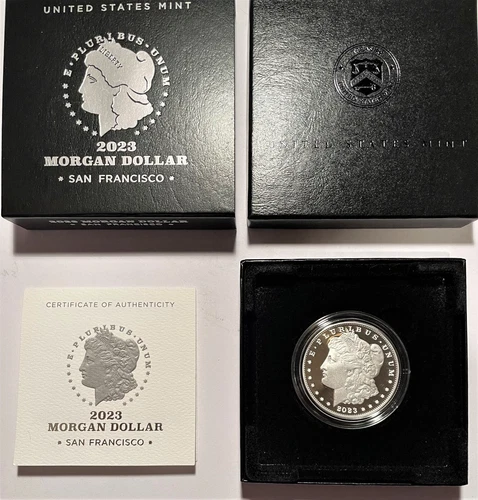 UNITED STATES MINT
E · PLURIBUS · UNUM
LIBERTY
2023
MORGAN DOLLAR
* SAN FRANCISCO *
2023 MORGAN DOLLAR
* SAN FRANCISCO *
UNITED STATES MINT
CERTIFICATE OF AUTHENTICITY
E · PLURIBUS · UNUM
2023
MORGAN DOLLAR
* SAN FRANCISCO *
E · PLURIBUS · UNUM
2023